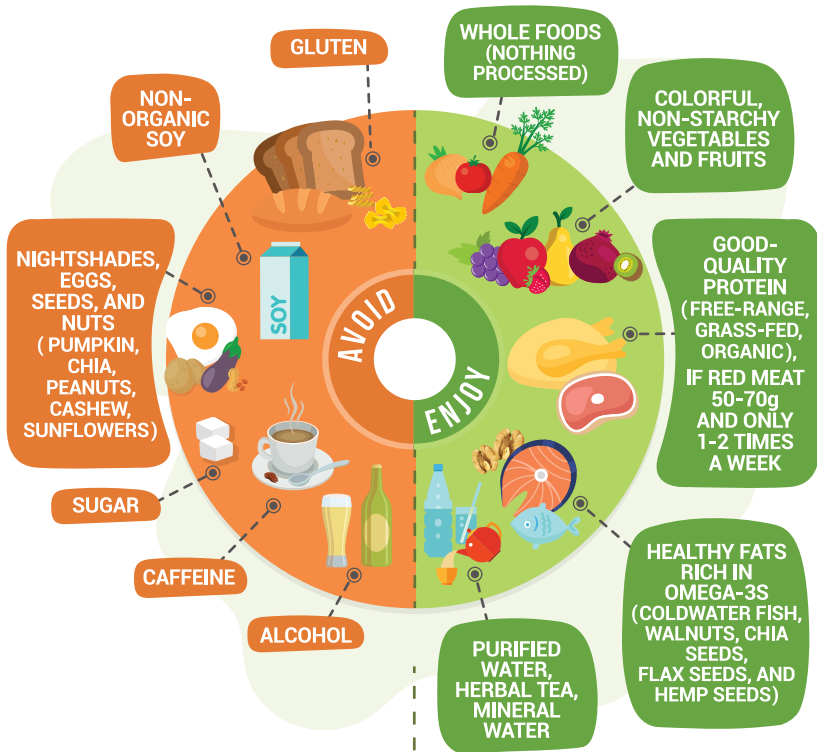 GLUTEN
NON-
ORGANIC
SOY
NIGHTSHADES,
EGGS,
SEEDS, AND
NUTS
( PUMPKIN,
CHIA,
PEANUTS,
CASHEW,
SUNFLOWERS)
SUGAR
CAFFEINE
ALCOHOL
SOY
AVOID
ENJOY
WHOLE FOODS
(NOTHING
PROCESSED)
COLORFUL,
NON-STARCHY
VEGETABLES
AND FRUITS
GOOD-
QUALITY
PROTEIN
(FREE-RANGE,
GRASS-FED,
ORGANIC),
IF RED MEAT
50-70g
AND ONLY
1-2 TIMES
A WEEK
HEALTHY FATS
RICH IN
OMEGA-3S
(COLDWATER FISH,
WALNUTS, CHIA
SEEDS,
FLAX SEEDS, AND
HEMP SEEDS)
PURIFIED
WATER,
HERBAL TEA,
MINERAL
WATER